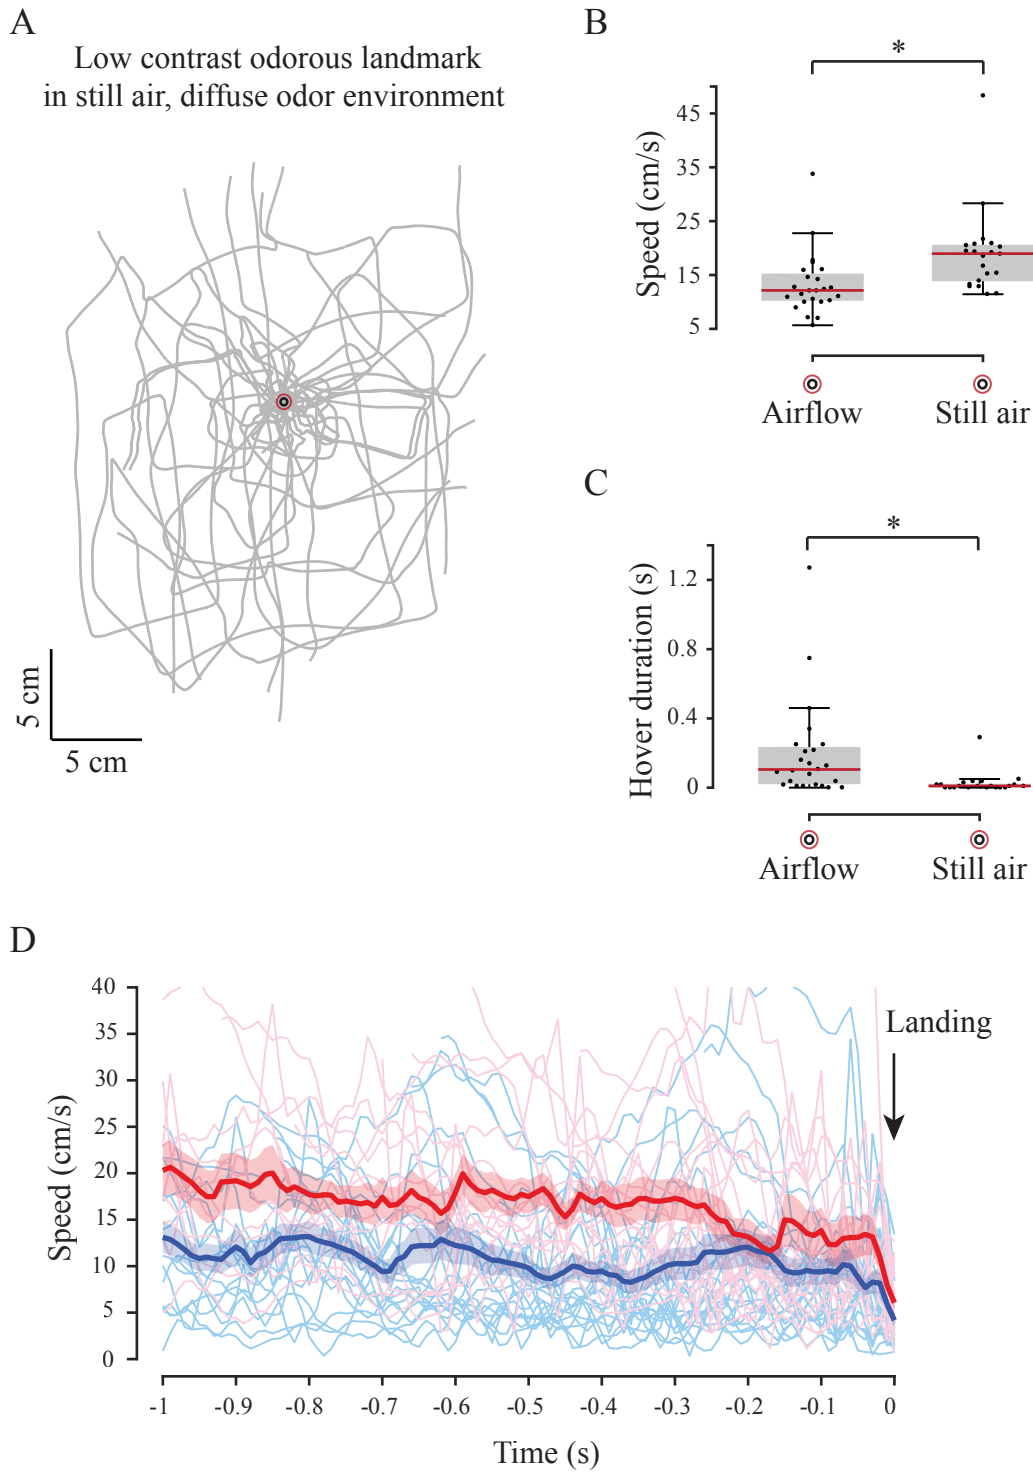 A
Low contrast odorous landmark
in still air, diffuse odor environment
5 cm
5 cm
B
*
Speed (cm/s)
45
35
25
15
5
Airflow
Still air
C
*
Hover duration (s)
1.2
0.8
0.4
0
Airflow
Still air
D
Speed (cm/s)
40
35
30
25
20
15
10
5
0
Landing
-1
-0.9
-0.8
-0.7
-0.6
-0.5
-0.4
-0.3
-0.2
-0.1
0
Time (s)